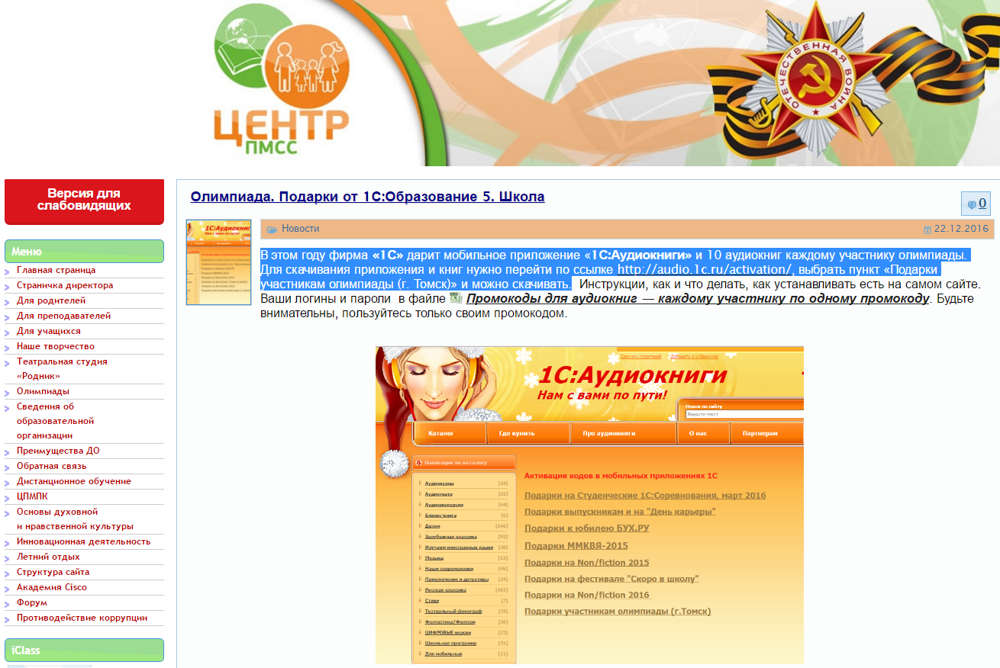 ЦЕНТР
ПМСС
ОТЕЧЕСТВЕННАЯ ВОЙНА
Версия для
слабовидящих
Меню
Главная страница
Страничка директора
Для родителей
Для преподавателей
Для учащихся
Наше творчество
Театральная студия
«Родник»
Олимпиады
Сведения об
образовательной
организации
Преимущества ДО
Обратная связь
Дистанционное обучение
ЦПМПК
Основы духовной
и нравственной культуры
Инновационная деятельность
Летний отдых
Структура сайта
Академия Cisco
Форум
Противодействие коррупции
iClass
Олимпиада. Подарки от 1С:Образование 5. Школа
0
Новости
22.12.2016
В этом году фирма «1С» дарит мобильное приложение «1С:Аудиокниги» и 10 аудиокниг каждому участнику олимпиады.
Для скачивания приложения и книг нужно перейти по ссылке http://audio.1c.ru/activation/, выбрать пункт «Подарки
участникам олимпиады (г. Томск)» и можно скачивать. Инструкции, как и что делать, как устанавливать есть на самом сайте.
Ваши логины и пароли в файле Промокоды для аудиокниг — каждому участнику по одному промокоду. Будьте
внимательны, пользуйтесь только своим промокодом.
Сделать стартовой Добавить в избранное
1С:Аудиокниги
Нам с вами по пути!
Поиск по сайту
Введите текст
Каталог
Где купить
Про аудиокниги
О нас
Партнерам
Навигация по каталогу
Аудиокурсы [24]
Аудиотеатр [31]
Аудиоэкскурсии [44]
Бизнес-книга [6]
Детям [146]
Зарубежная классика [92]
Изучаем иностранные языки [38]
Музыка [13]
Наши современники [46]
Приключения и детективы [24]
Русская классика [162]
Стихи [7]
Театральный фонограф [53]
Фантастика/Фэнтези [26]
ЦИФРОВЫЕ версии [15]
Школьная программа [51]
Для мобильных [11]
Активация кодов в мобильных приложениях 1С
Подарки на Студенческие 1С:Соревнования, март 2016
Подарки выпускникам и на "День карьеры"
Подарки к юбилею БУХ.РУ
Подарки ММКВЯ-2015
Подарки на Non/fiction 2015
Подарки на фестивале "Скоро в школу"
Подарки на Non/fiction 2016
Подарки участникам олимпиады (г.Томск)